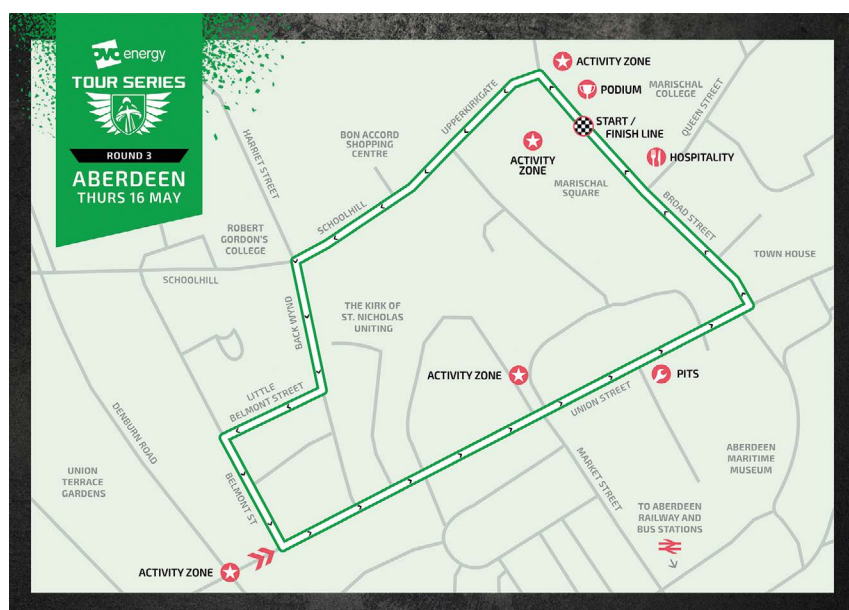 ovo energy
TOUR SERIES
ROUND 3
ABERDEEN
THURS 16 MAY
ACTIVITY ZONE
PODIUM
MARISCHAL
COLLEGE
START /
FINISH LINE
QUEEN STREET
HOSPITALITY
UPPERKIRKGATE
ACTIVITY
ZONE
MARISCHAL
SQUARE
BROAD STREET
TOWN HOUSE
BON ACCORD
SHOPPING
CENTRE
HARRIET STREET
SCHOOLHILL
ROBERT
GORDON'S
COLLEGE
SCHOOLHILL
BACK WYND
THE KIRK OF
ST. NICHOLAS
UNITING
ACTIVITY ZONE
PITS
UNION STREET
LITTLE
BELMONT STREET
DENBURN ROAD
UNION
TERRACE
GARDENS
BELMONT ST
MARKET STREET
ABERDEEN
MARITIME
MUSEUM
TO ABERDEEN
RAILWAY AND
BUS STATIONS
ACTIVITY ZONE